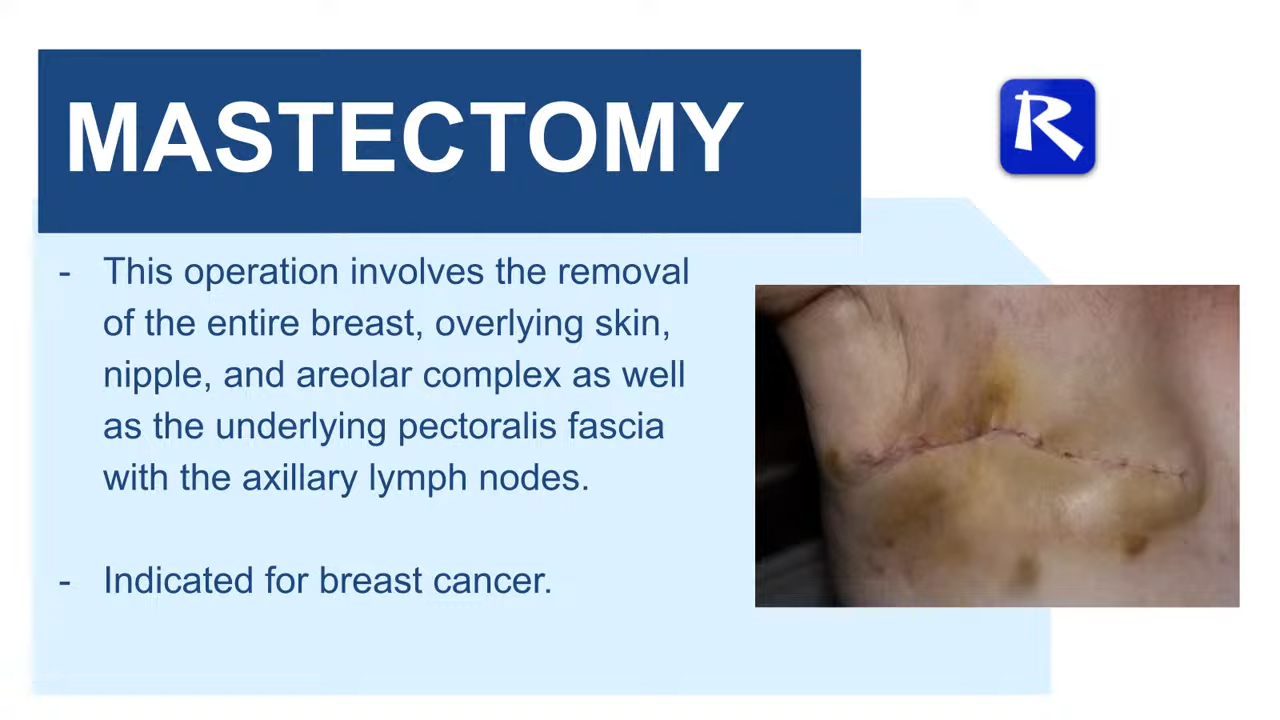 MASTECTOMY
R
- This operation involves the removal
of the entire breast, overlying skin,
nipple, and areolar complex as well
as the underlying pectoralis fascia
with the axillary lymph nodes.
- Indicated for breast cancer.